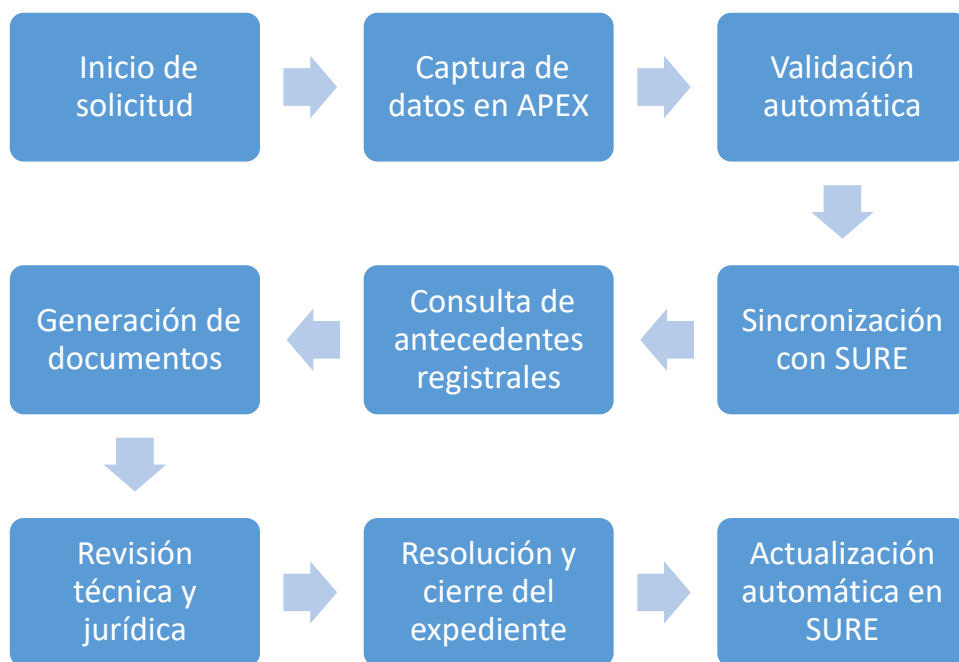 Inicio de
solicitud
Captura de
datos en APEX
Validación
automática
Sincronización
con SURE
Consulta de
antecedentes
registrales
Generación de
documentos
Revisión
técnica y
jurídica
Resolución y
cierre del
expediente
Actualización
automática en
SURE